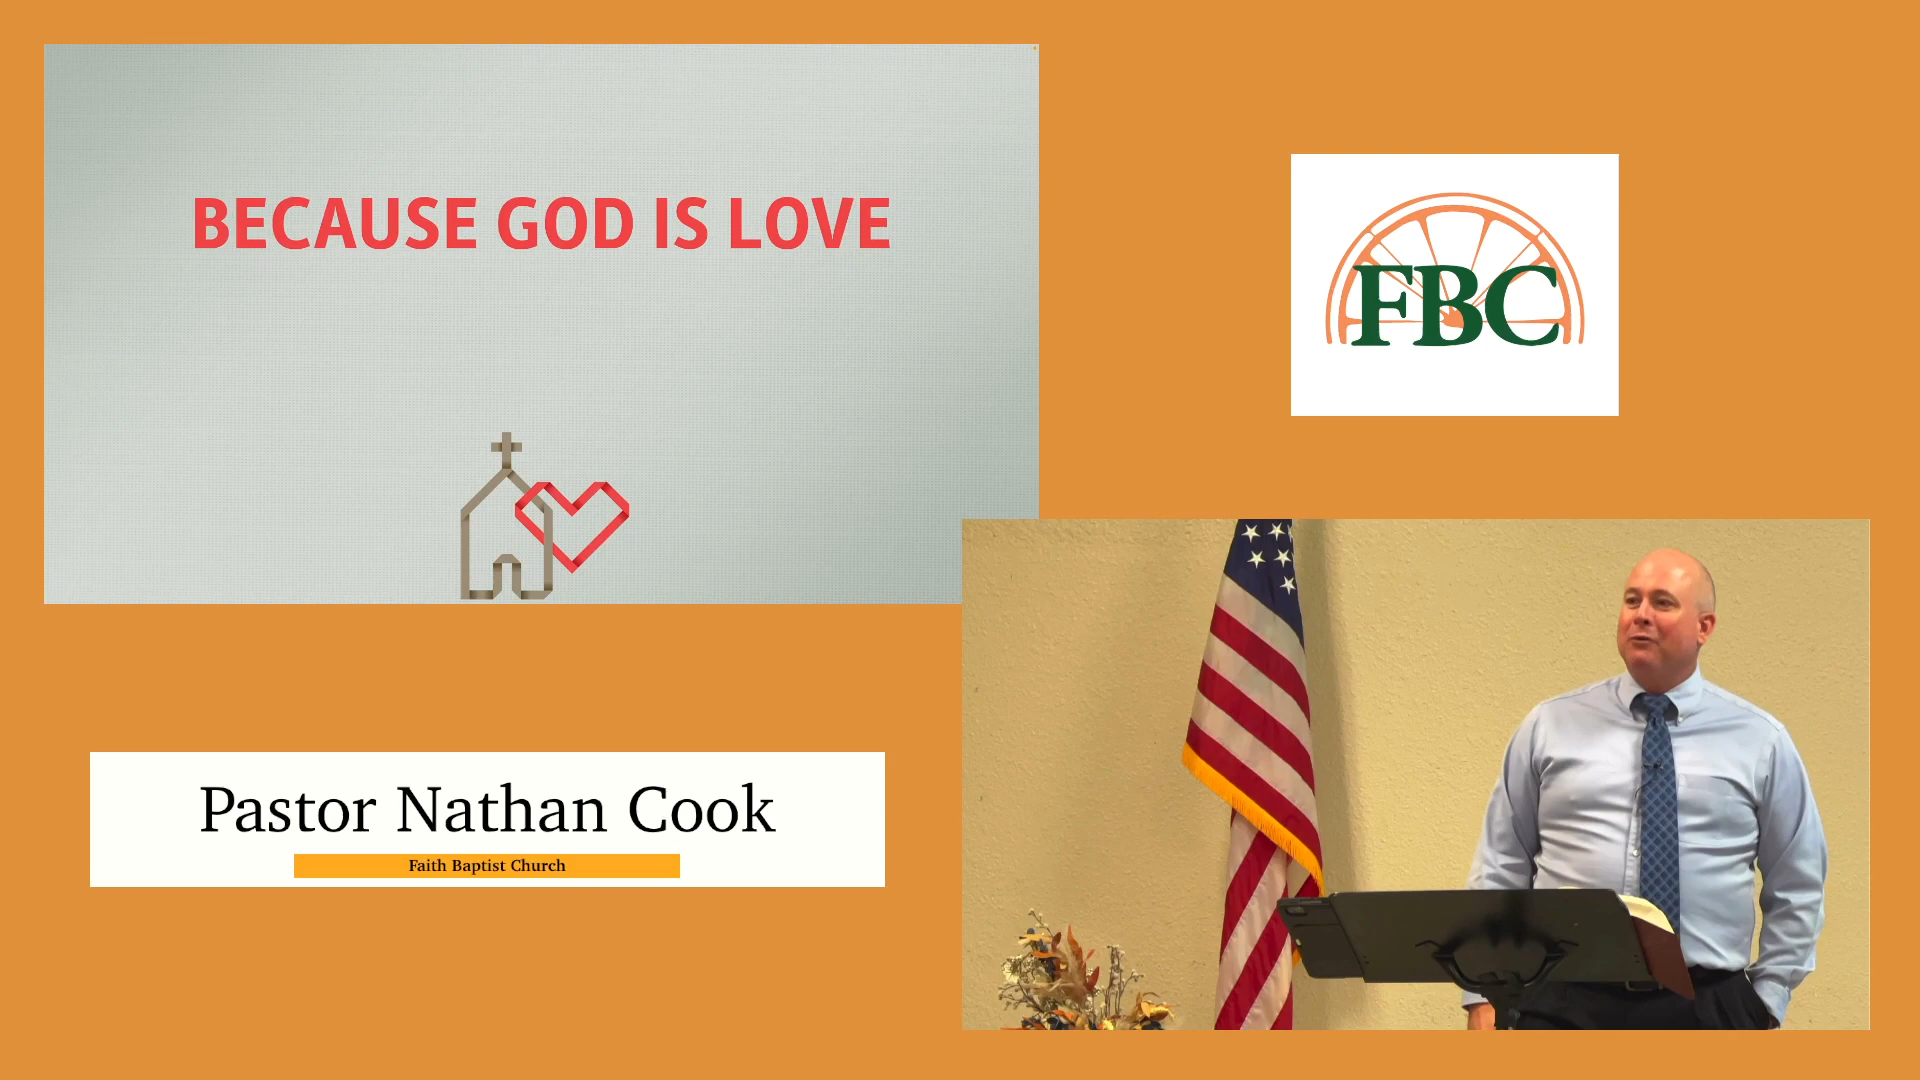 BECAUSE GOD IS LOVE
FBC
Pastor Nathan Cook
Faith Baptist Church